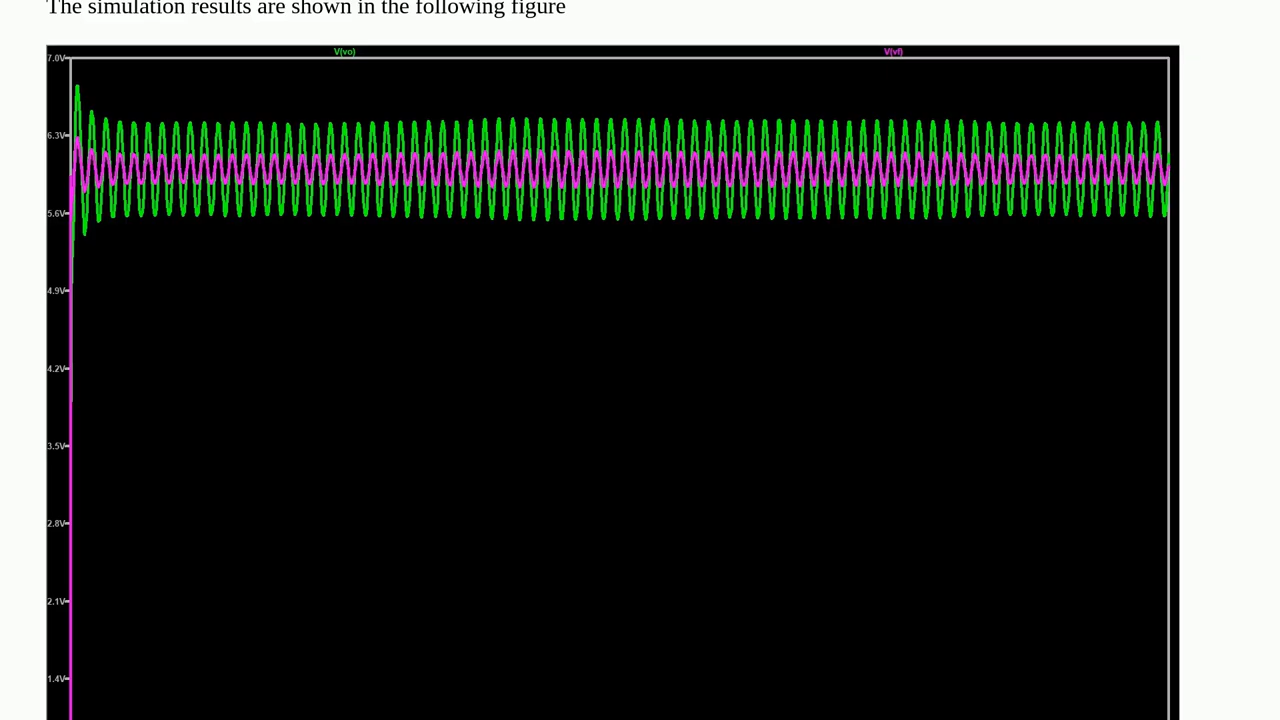 The simulation results are shown in the following figure
V(vo) V(vf)
7.0V
6.3V
5.6V
4.9V
4.2V
3.5V
2.8V
2.1V
1.4V